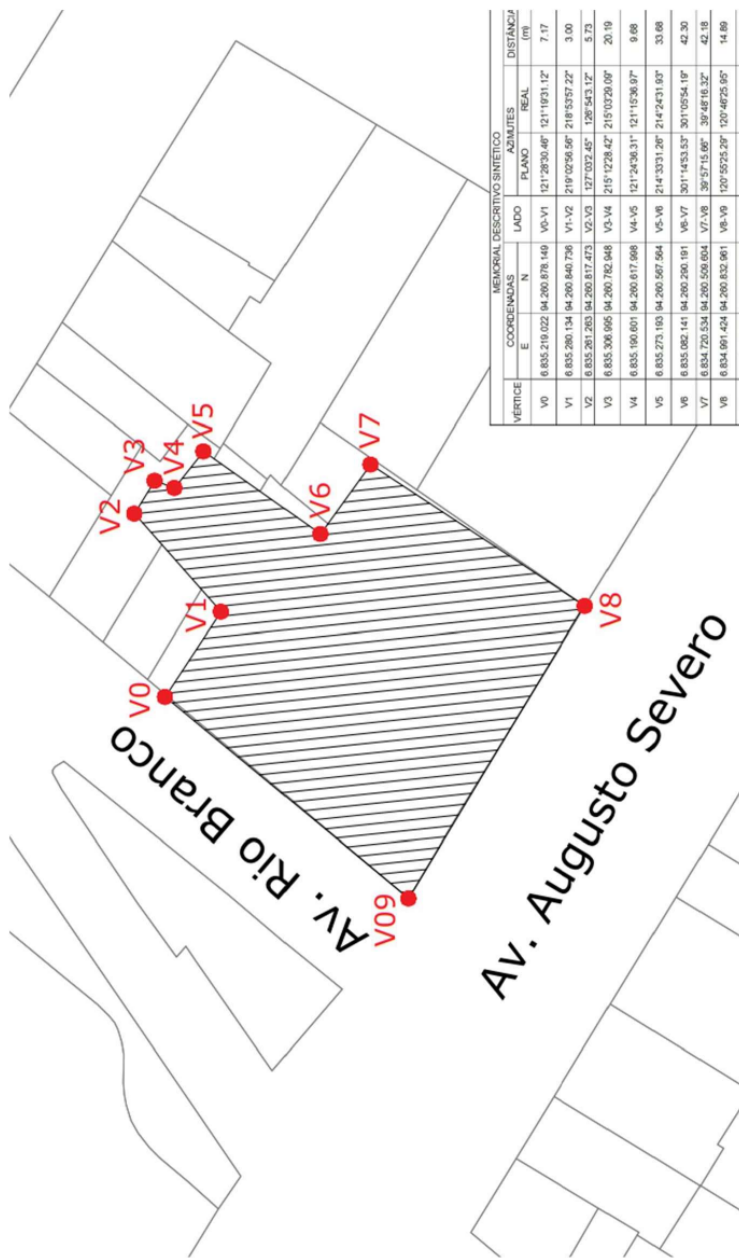 V0
V1
V2
V3
V4
V5
V6
V7
V8
V09
Av. Rio Branco
Av. Augusto Severo
MEMORIAL DESCRITIVO SINTÉTICO
VÉRTICE COORDENADAS LADO AZIMUTES DISTÂNCIA
E N PLANO REAL (m)
V0 6.835.219.022 94.260.878.149 V0-V1 121°28'30.46" 121°19'31.12" 7.17
V1 6.835.280.134 94.260.840.736 V1-V2 219°02'56.56" 218°53'57.22" 3.00
V2 6.835.261.263 94.260.817.473 V2-V3 127°03'2.45" 126°54'3.12" 5.73
V3 6.835.306.995 94.260.782.948 V3-V4 215°12'28.42" 215°03'29.09" 20.19
V4 6.835.190.601 94.260.617.998 V4-V5 121°24'36.31" 121°15'36.97" 9.68
V5 6.835.273.193 94.260.567.564 V5-V6 214°33'31.26" 214°24'31.93" 33.68
V6 6.835.082.141 94.260.290.191 V6-V7 301°14'53.53" 301°05'54.19" 42.30
V7 6.834.720.534 94.260.509.604 V7-V8 39°57'15.66" 39°48'16.32" 42.18
V8 6.834.991.424 94.260.832.961 V8-V9 120°55'25.29" 120°46'25.95" 14.89